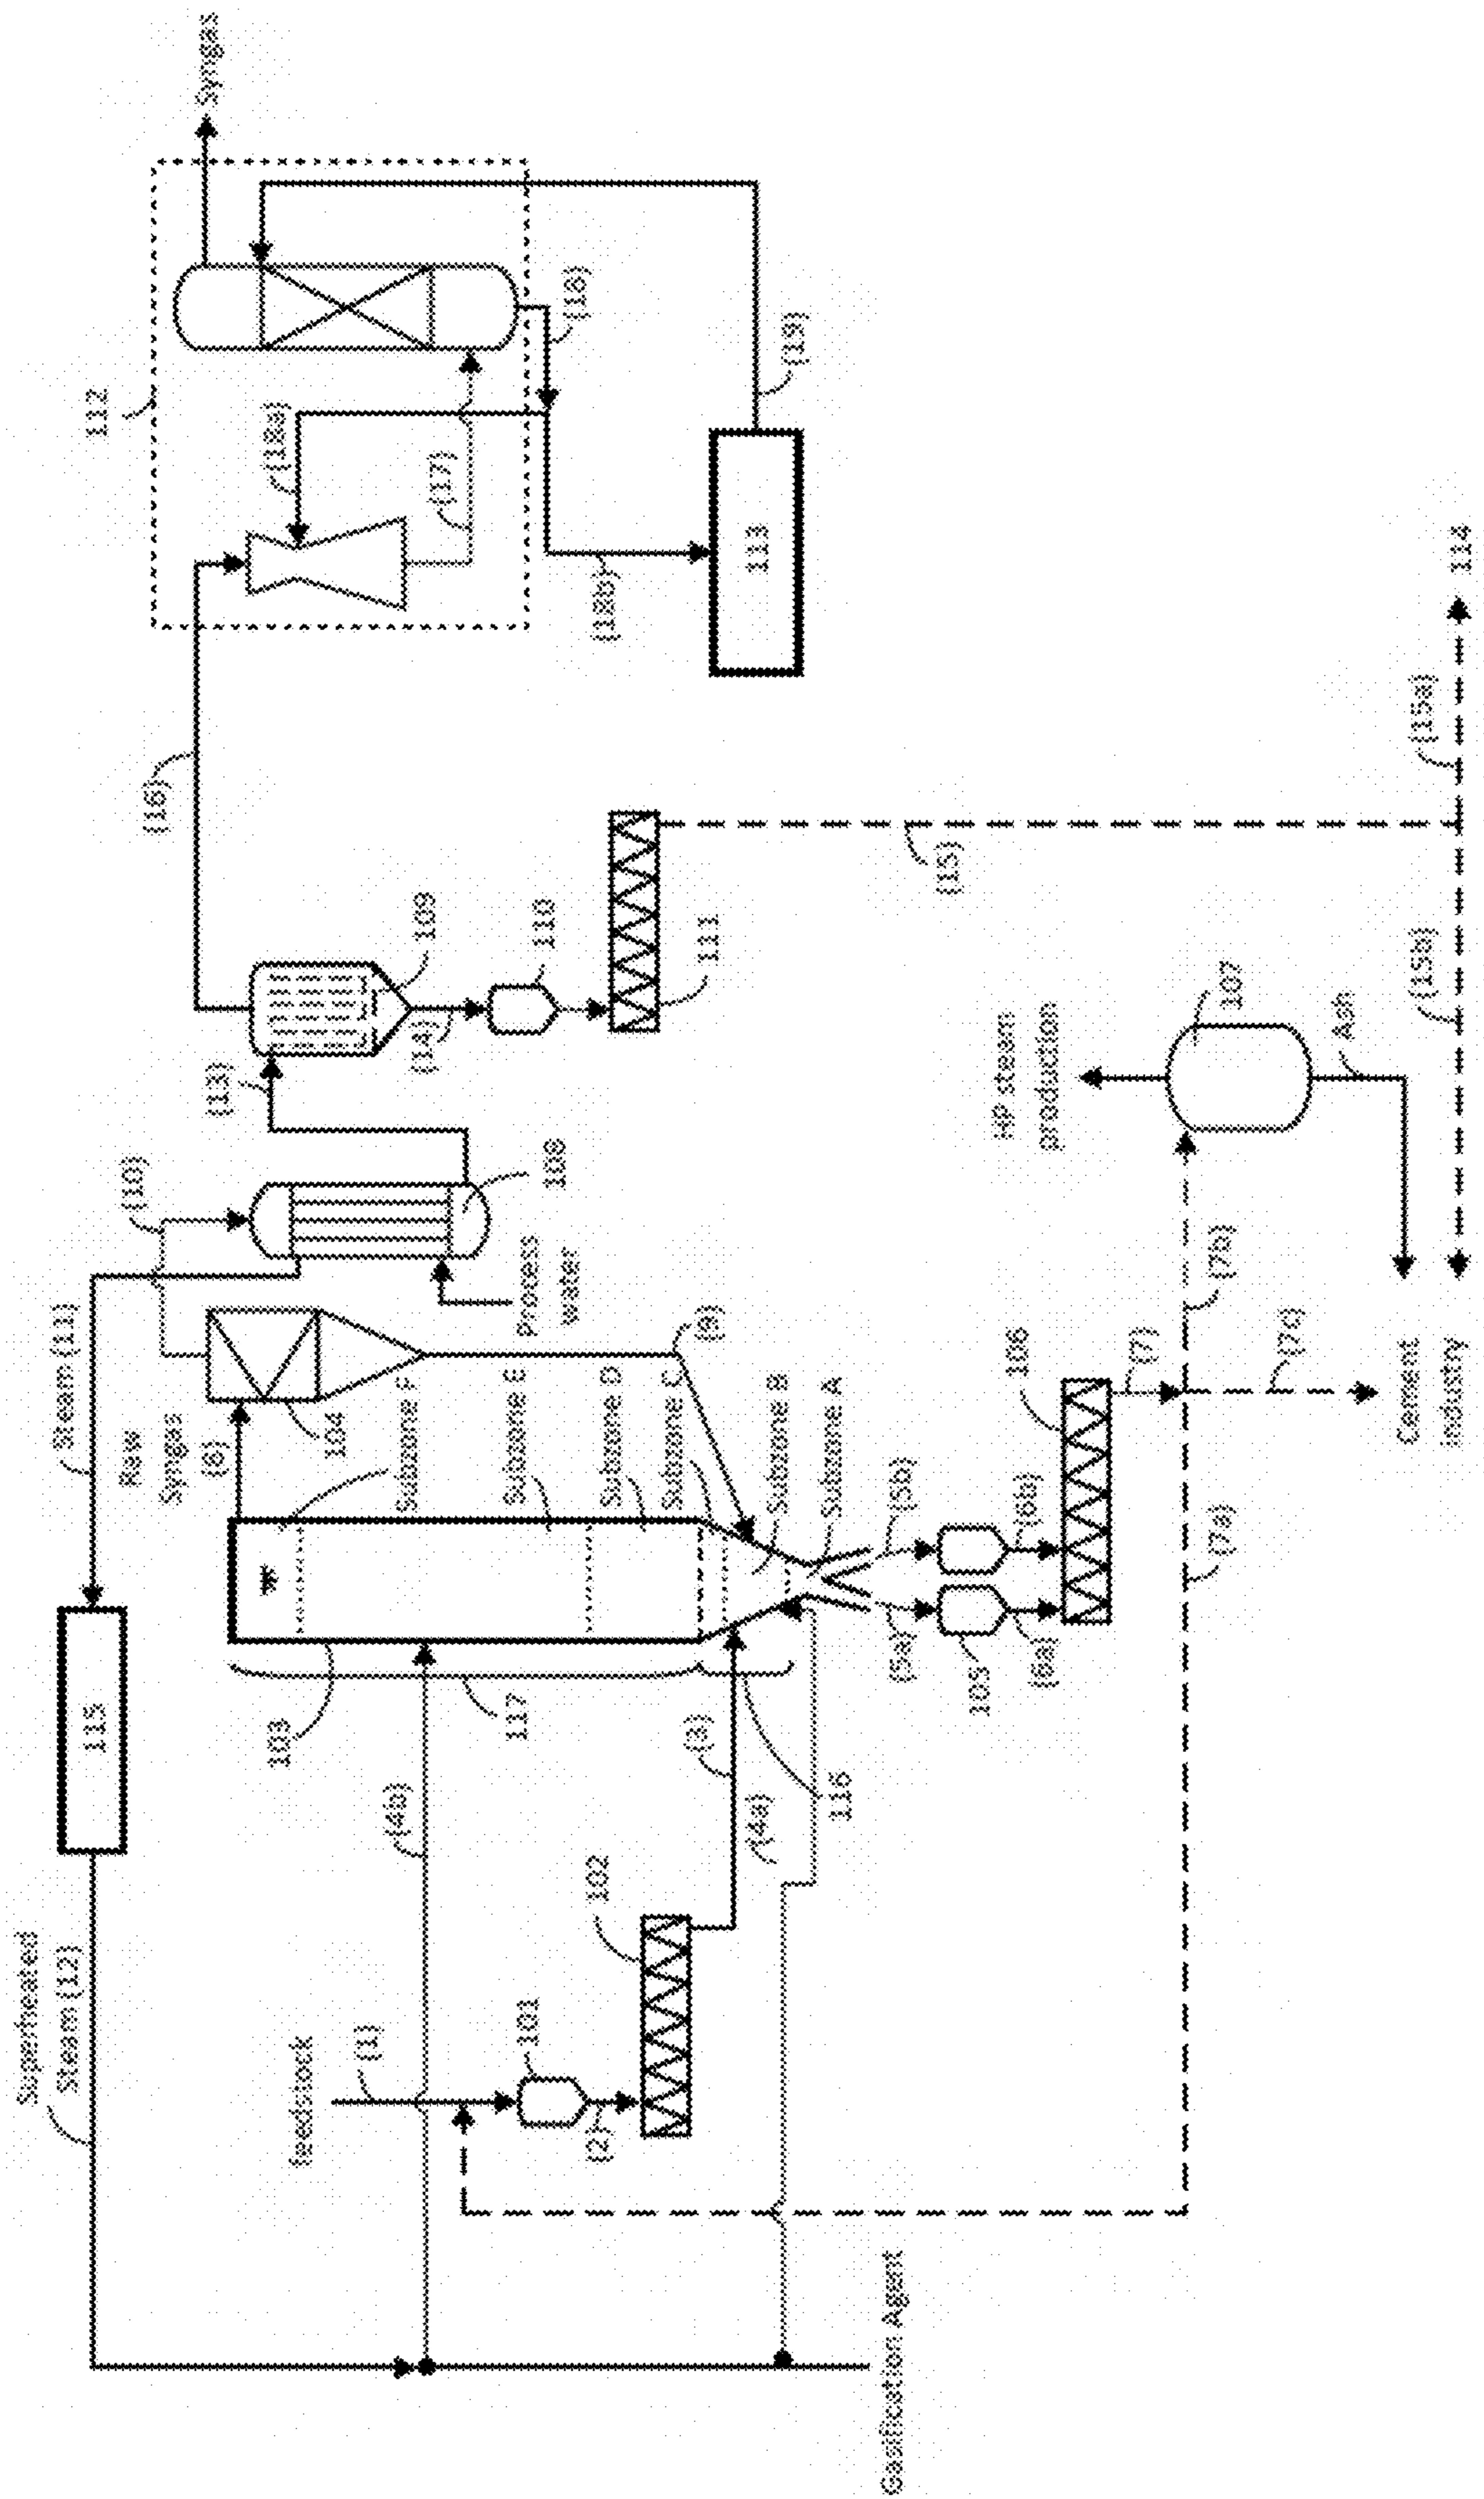 Superheated
Steam (12)
115
Steam (11)
Raw
Syngas
(8)
(10)
104
103
117
Subzone F
Subzone E
Subzone D
Subzone C
Subzone B
Subzone A
(9)
Process
water
108
(13)
109
(14)
110
111
(16)
112
(18a)
(17)
(18)
(18b)
113
(19)
Syngas
feedstock
(1)
101
(2)
102
(4b)
(3)
(4a)
116
Gasification Agent
(5a)
(5b)
105
(6a)
(6b)
106
(7)
(7a)
(7b)
(7c)
HP steam
production
107
Ash
Cement
industry
(15)
(15b)
(15a)
114